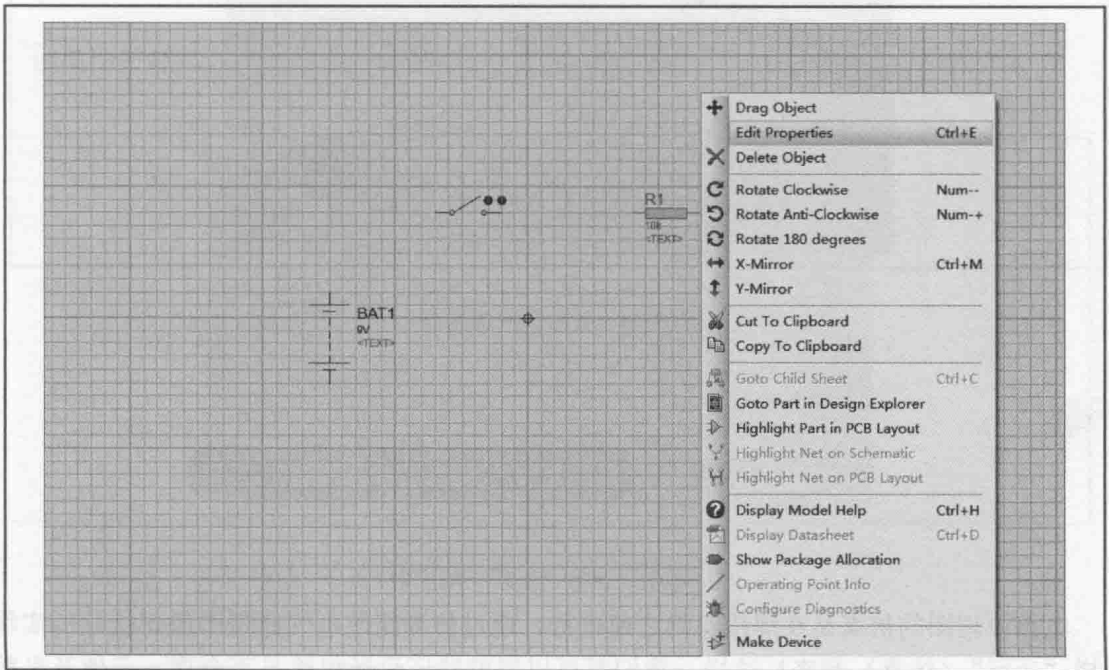 Drag Object
Edit Properties Ctrl+E
Delete Object
Rotate Clockwise Num--
Rotate Anti-Clockwise Num-+
Rotate 180 degrees
X-Mirror Ctrl+M
Y-Mirror
Cut To Clipboard
Copy To Clipboard
Goto Child Sheet Ctrl+C
Goto Part in Design Explorer
Highlight Part in PCB Layout
Highlight Net on Schematic
Highlight Net on PCB Layout
Display Model Help Ctrl+H
Display Datasheet Ctrl+D
Show Package Allocation
Operating Point Info
Configure Diagnostics
Make Device
R1
10k
<TEXT>
BAT1
9V
<TEXT>